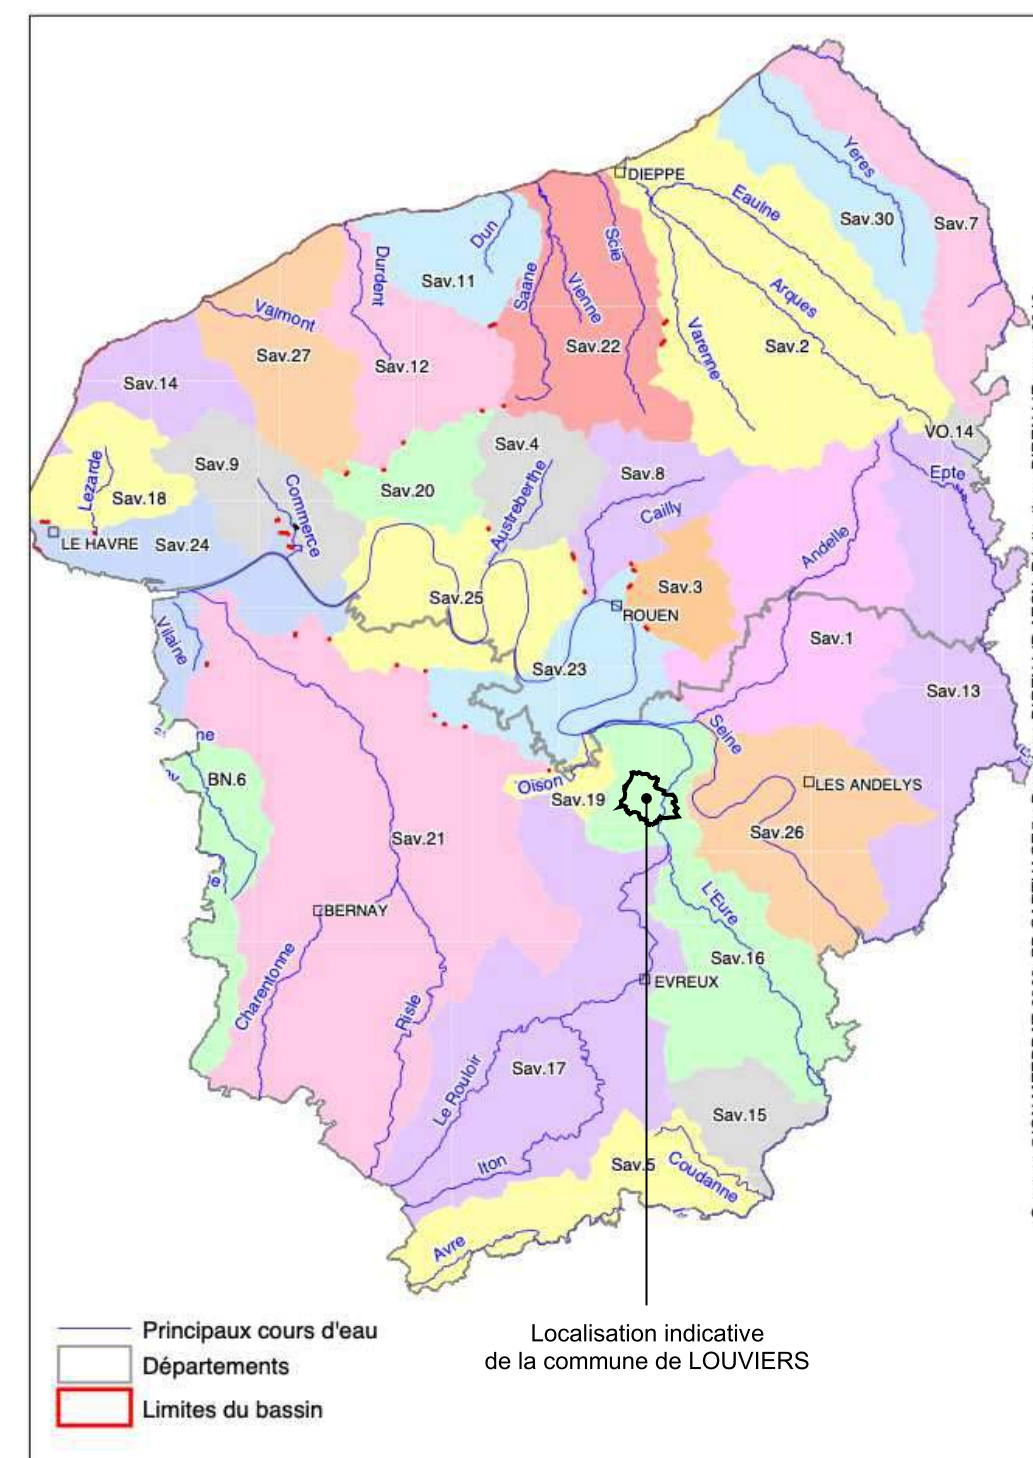 Yeres
DIEPPE
Eaulne
Sav.30
Sav.7
Dun
Scie
Durdent
Sav.11
Saane
Vienne
Arques
Valmont
Sav.27
Sav.12
Sav.22
Varenne
Sav.2
Sav.14
VO.14
Sav.4
Sav.9
Sav.8
Epte
Lezarde
Sav.18
Commerce
Sav.20
Austreberthe
Cailly
LE HAVRE
Sav.24
Andelle
Sav.25
Sav.3
ROUEN
Vilaine
Sav.1
Sav.23
Sav.13
Seine
ne
BN.6
Oison
Sav.19
LES ANDELYS
Sav.26
Sav.21
L'Eure
BERNAY
Sav.16
Charentonne
EVREUX
Risle
Le Rouloir
Sav.17
Sav.15
Iton
Sav.5
Coudanne
Avre
Principaux cours d'eau
Départements
Limites du bassin
Localisation indicative
de la commune de LOUVIERS